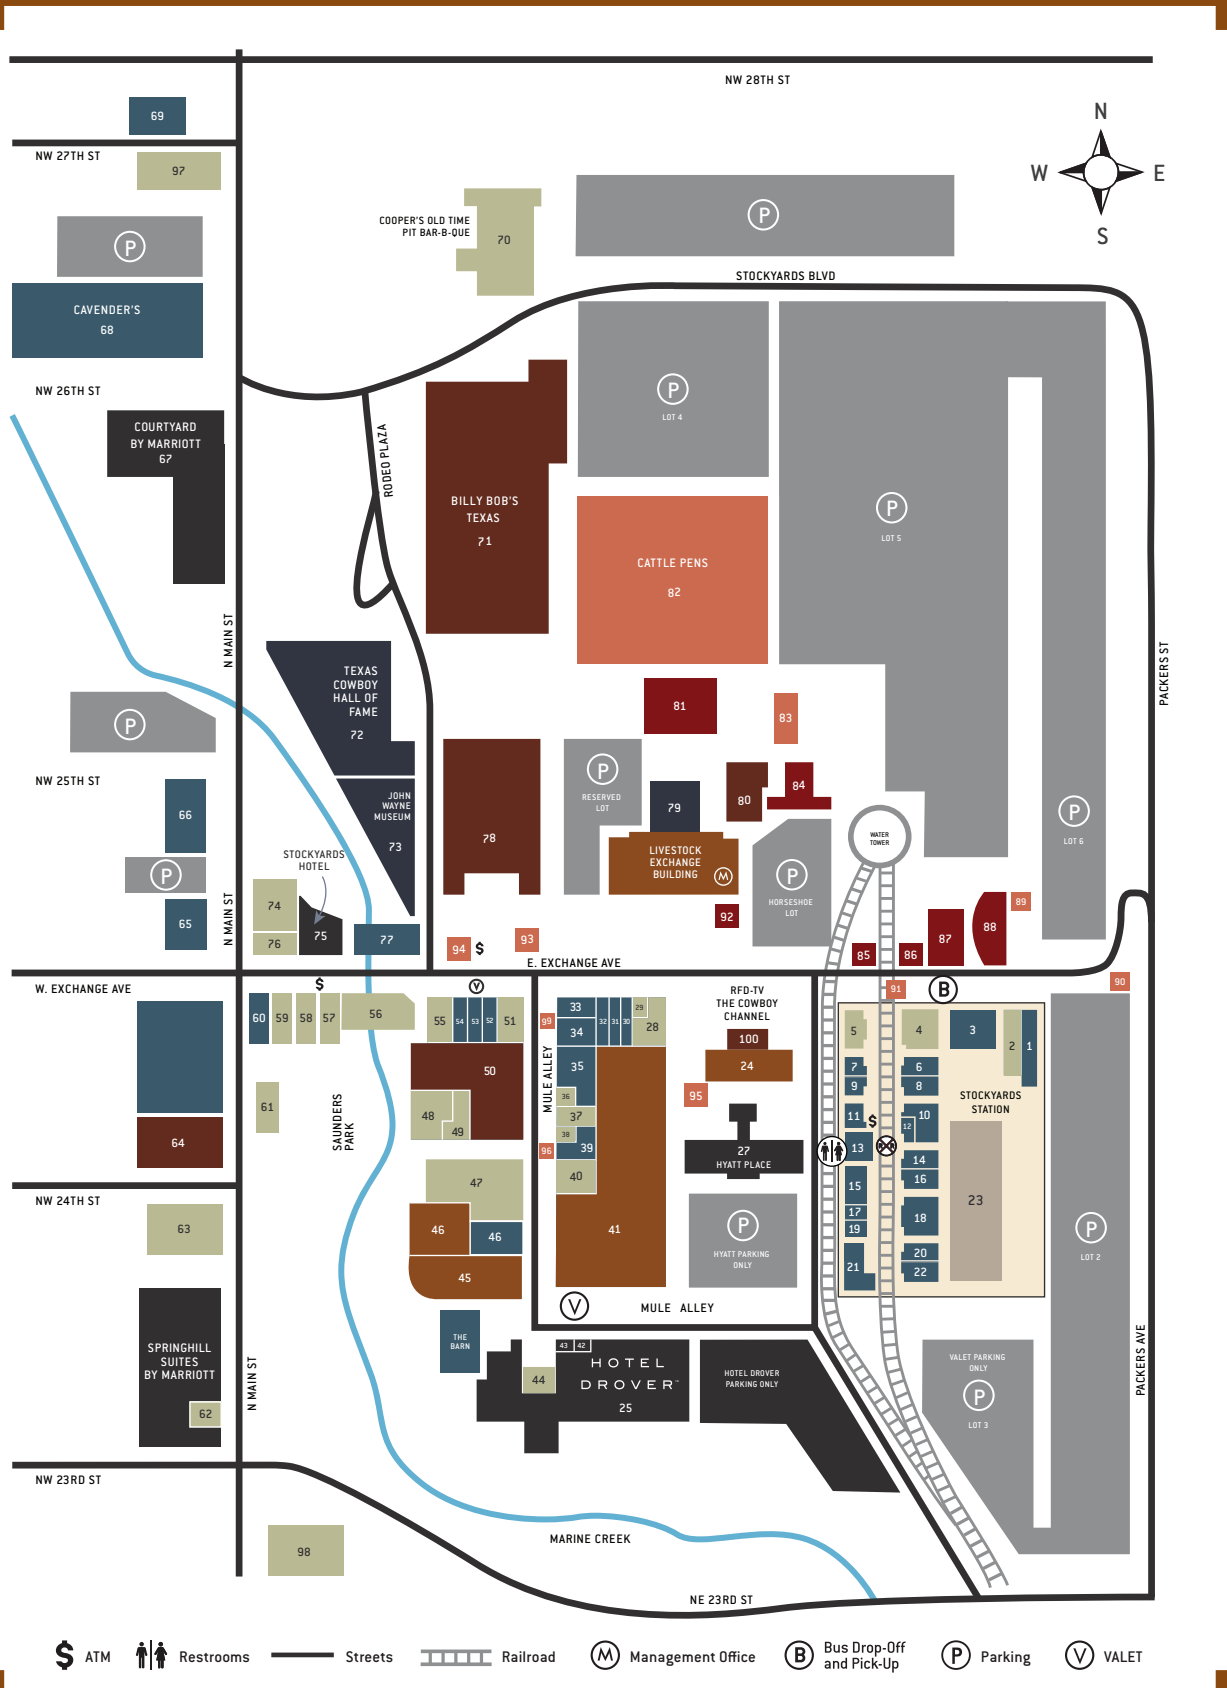 NW 28TH ST
69
NW 27TH ST
97
N
W
E
S
P
P
COOPER'S OLD TIME
PIT BAR-B-QUE
70
STOCKYARDS BLVD
CAVENDER'S
68
NW 26TH ST
P
LOT 4
COURTYARD
BY MARRIOTT
67
RODEO PLAZA
BILLY BOB'S
TEXAS
71
P
LOT 5
CATTLE PENS
82
N MAIN ST
PACKERS ST
TEXAS
COWBOY
HALL OF
FAME
72
81
83
P
NW 25TH ST
66
JOHN
WAYNE
MUSEUM
73
78
P
RESERVED
LOT
79
80
84
WATER
TOWER
P
LOT 6
STOCKYARDS
HOTEL
P
LIVESTOCK
EXCHANGE
BUILDING
M
P
HORSESHOE
LOT
74
75
76
77
65
N MAIN ST
92
93
94
$
85
86
87
88
89
E. EXCHANGE AVE
W. EXCHANGE AVE
$
V
RFD-TV
THE COWBOY
CHANNEL
91
B
90
60
59
58
57
56
55
54
53
52
51
99
33
34
32
31
30
29
28
100
24
5
4
3
2
1
MULE ALLEY
35
36
37
38
39
40
41
96
95
50
48
49
61
64
SAUNDERS
PARK
7
9
11
13
15
17
19
21
$
6
8
10
12
14
16
18
20
22
STOCKYARDS
STATION
23
27
HYATT PLACE
NW 24TH ST
63
47
46
46
45
P
HYATT PARKING
ONLY
P
LOT 2
V
MULE ALLEY
THE
BARN
SPRINGHILL
SUITES
BY MARRIOTT
62
N MAIN ST
43
42
HOTEL
DROVER™
44
25
HOTEL DROVER
PARKING ONLY
VALET PARKING
ONLY
P
LOT 3
PACKERS AVE
NW 23RD ST
98
MARINE CREEK
NE 23RD ST
$ ATM
Restrooms
Streets
Railroad
M Management Office
B Bus Drop-Off
and Pick-Up
P Parking
V VALET